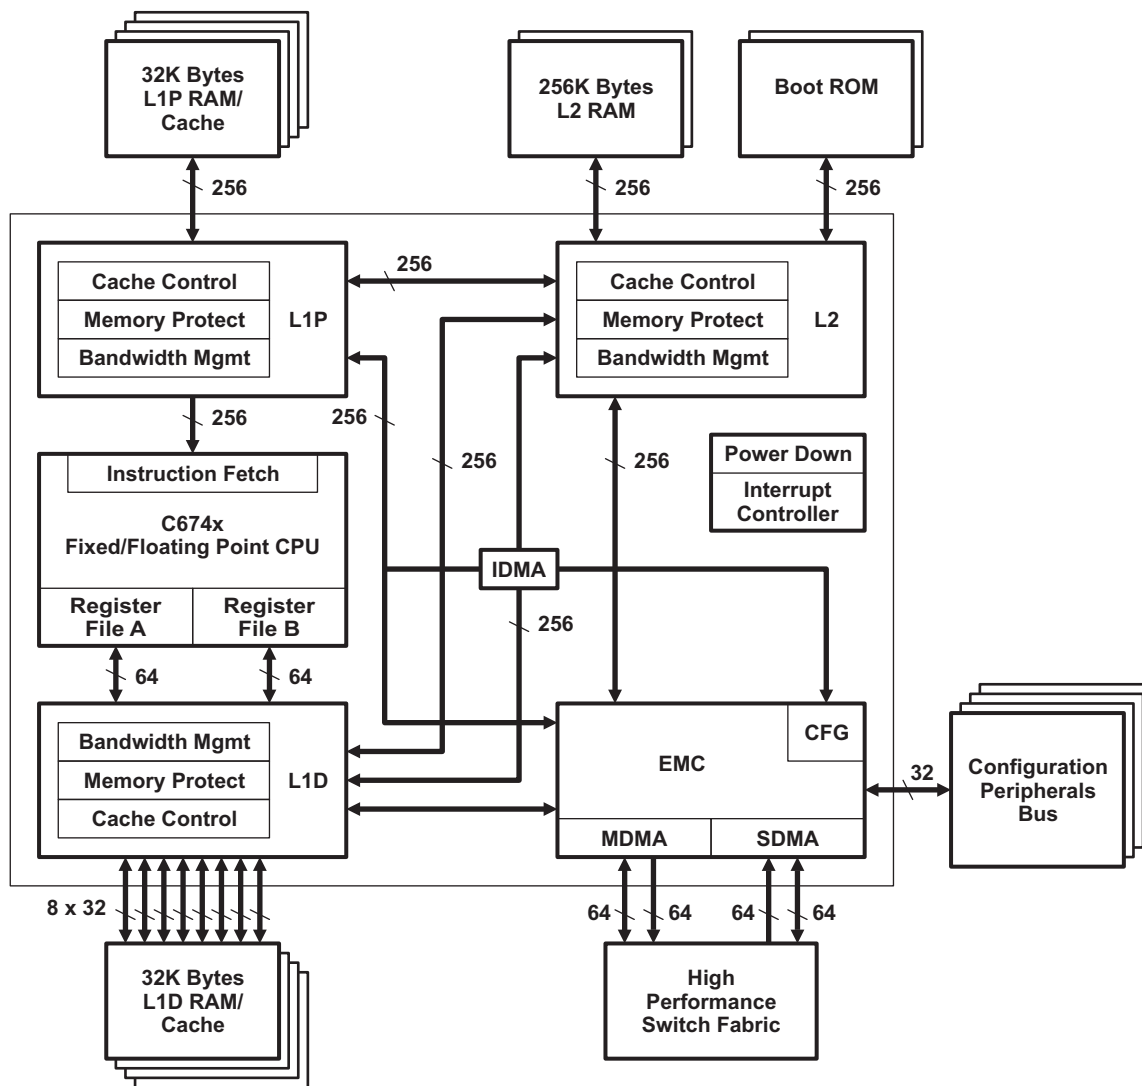 32K Bytes
L1P RAM/
Cache
256K Bytes
L2 RAM
Boot ROM
256
256
256
Cache Control
Memory Protect
Bandwidth Mgmt
L1P
256
Cache Control
Memory Protect
Bandwidth Mgmt
L2
256
256
256
256
Power Down
Interrupt
Controller
Instruction Fetch
C674x
Fixed/Floating Point CPU
Register
File A
Register
File B
IDMA
256
64
64
Bandwidth Mgmt
Memory Protect
Cache Control
L1D
CFG
EMC
MDMA
SDMA
32
Configuration
Peripherals
Bus
8 x 32
64
64
64
64
32K Bytes
L1D RAM/
Cache
High
Performance
Switch Fabric